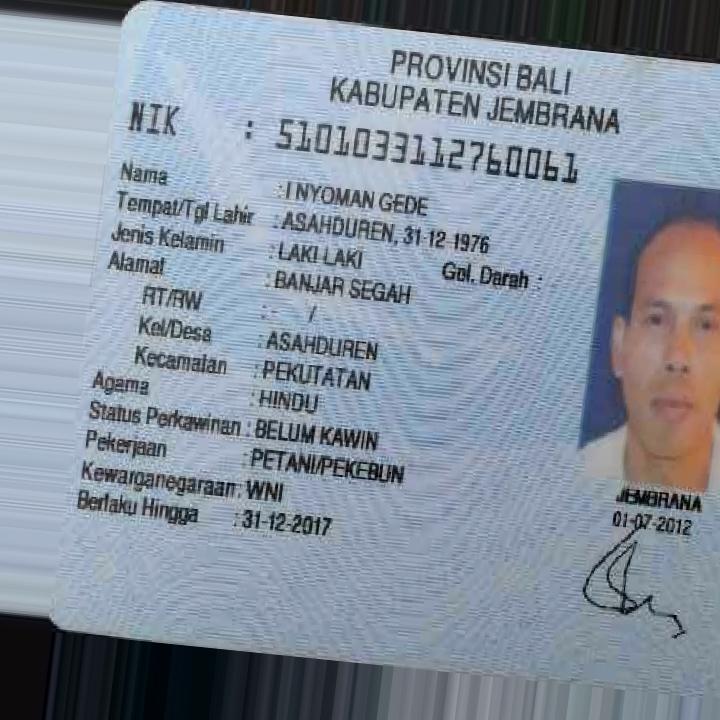 PROVINSI BALI
KABUPATEN JEMBRANA
NIK : 5101033112760061
Nama : I NYOMAN GEDE
Tempat/Tgl Lahir : ASAHDUREN, 31-12-1976
Jenis Kelamin : LAKI-LAKI Gol. Darah :
Alamat : BANJAR SEGAH
RT/RW : - /
Kel/Desa : ASAHDUREN
Kecamatan : PEKUTATAN
Agama : HINDU
Status Perkawinan : BELUM KAWIN
Pekerjaan : PETANI/PEKEBUN
Kewarganegaraan : WNI
Berlaku Hingga : 31-12-2017
JEMBRANA
01-07-2012